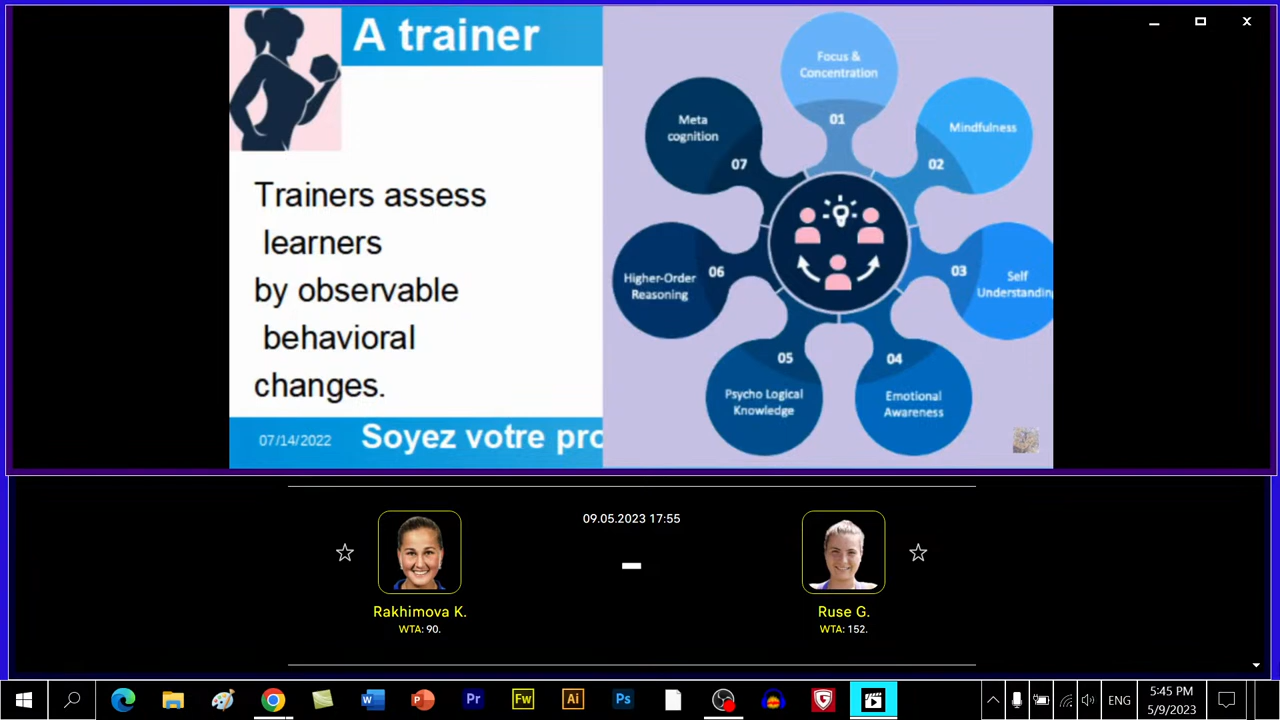 A trainer
Trainers assess
learners
by observable
behavioral
changes.
07/14/2022
Soyez votre pro
Focus &
Concentration
01
Mindfulness
02
Self
Understanding
03
Emotional
Awareness
04
Psycho Logical
Knowledge
05
Higher-Order
Reasoning
06
Meta
cognition
07
09.05.2023 17:55
-
Rakhimova K.
WTA: 90.
Ruse G.
WTA: 152.
Pr
Fw
Ai
Ps
ENG
5:45 PM
5/9/2023